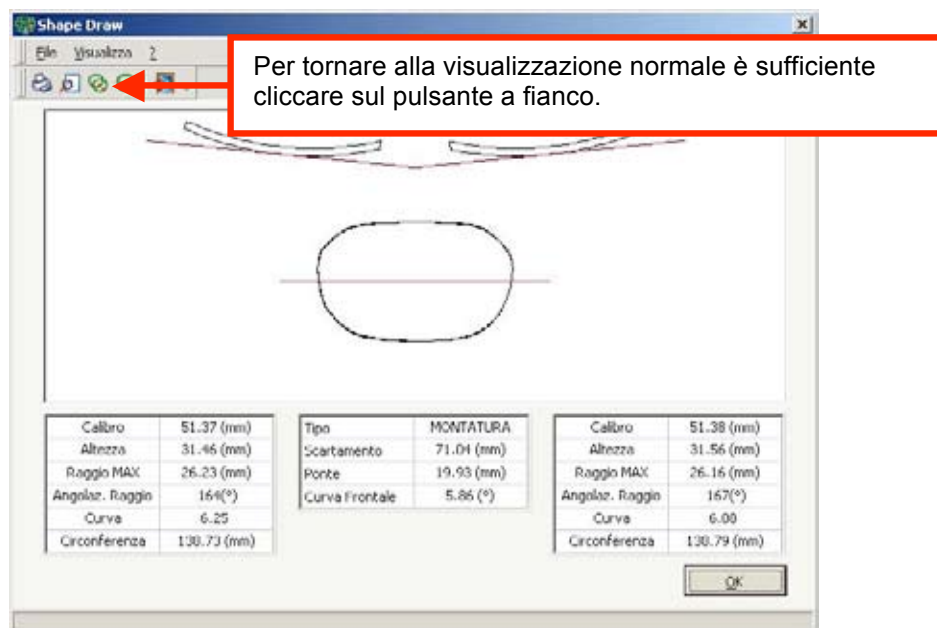 Shape Draw
File Visualizza ?
Per tornare alla visualizzazione normale è sufficiente
cliccare sul pulsante a fianco.
Calibro 51.37 (mm)
Altezza 31.46 (mm)
Raggio MAX 26.23 (mm)
Angolaz. Raggio 164(°)
Curva 6.25
Circonferenza 138.73 (mm)
Tipo MONTATURA
Scartamento 71.04 (mm)
Ponte 19.93 (mm)
Curva Frontale 5.86 (°)
Calibro 51.38 (mm)
Altezza 31.56 (mm)
Raggio MAX 26.16 (mm)
Angolaz. Raggio 167(°)
Curva 6.00
Circonferenza 138.79 (mm)
OK